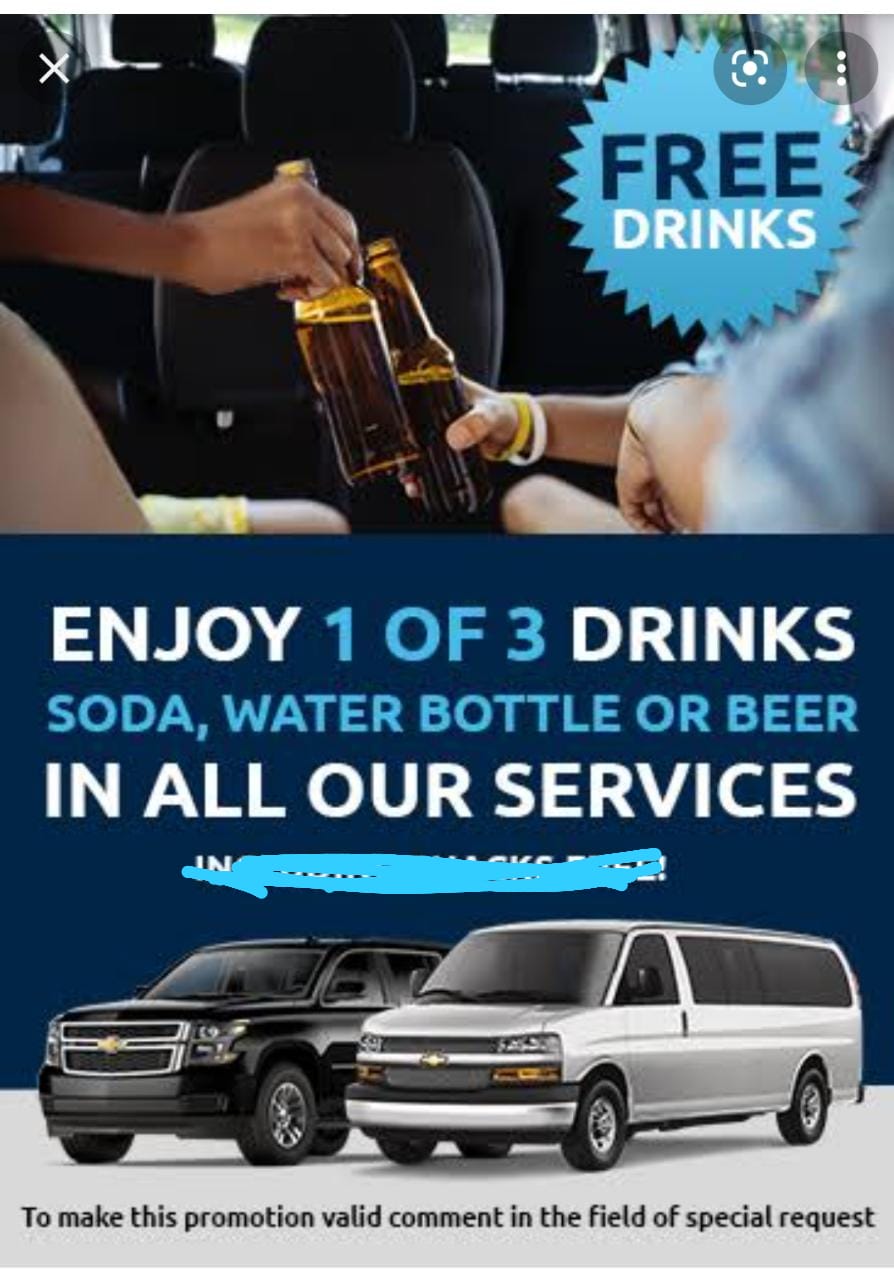 FREE
DRINKS
ENJOY 1 OF 3 DRINKS
SODA, WATER BOTTLE OR BEER
IN ALL OUR SERVICES
To make this promotion valid comment in the field of special request